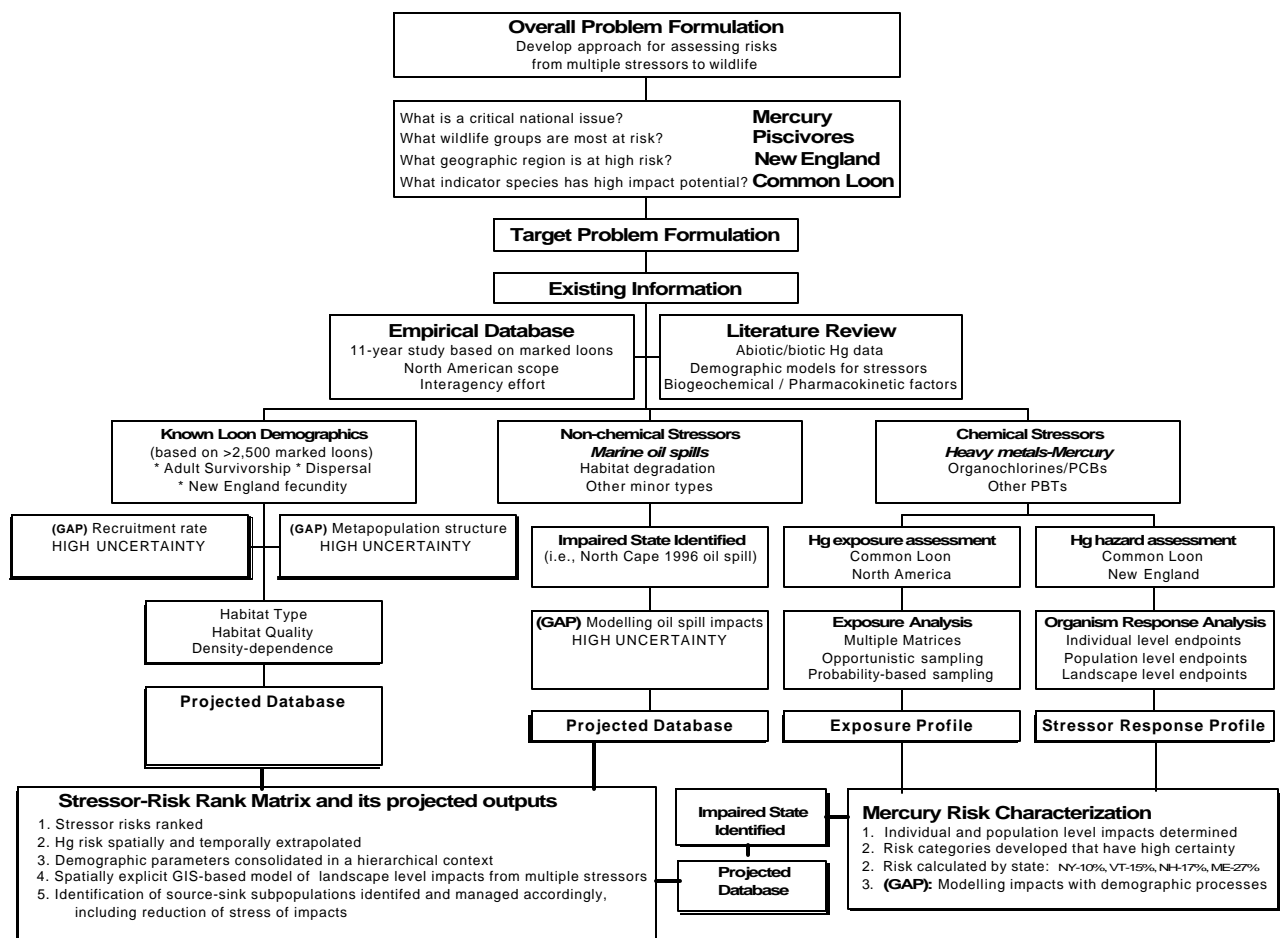 Overall Problem Formulation
Develop approach for assessing risks
from multiple stressors to wildlife
What is a critical national issue? Mercury
What wildlife groups are most at risk? Piscivores
What geographic region is at high risk? New England
What indicator species has high impact potential? Common Loon
Target Problem Formulation
Existing Information
Empirical Database
11-year study based on marked loons
North American scope
Interagency effort
Literature Review
Abiotic/biotic Hg data
Demographic models for stressors
Biogeochemical / Pharmacokinetic factors
Known Loon Demographics
(based on >2,500 marked loons)
* Adult Survivorship * Dispersal
* New England fecundity
Non-chemical Stressors
Marine oil spills
Habitat degradation
Other minor types
Chemical Stressors
Heavy metals-Mercury
Organochlorines/PCBs
Other PBTs
(GAP) Recruitment rate
HIGH UNCERTAINTY
(GAP) Metapopulation structure
HIGH UNCERTAINTY
Impaired State Identified
(i.e., North Cape 1996 oil spill)
Hg exposure assessment
Common Loon
North America
Hg hazard assessment
Common Loon
New England
Habitat Type
Habitat Quality
Density-dependence
(GAP) Modelling oil spill impacts
HIGH UNCERTAINTY
Exposure Analysis
Multiple Matrices
Opportunistic sampling
Probability-based sampling
Organism Response Analysis
Individual level endpoints
Population level endpoints
Landscape level endpoints
Projected Database
Projected Database
Exposure Profile
Stressor Response Profile
Stressor-Risk Rank Matrix and its projected outputs
1. Stressor risks ranked
2. Hg risk spatially and temporally extrapolated
3. Demographic parameters consolidated in a hierarchical context
4. Spatially explicit GIS-based model of landscape level impacts from multiple stressors
5. Identification of source-sink subpopulations identifed and managed accordingly,
including reduction of stress of impacts
Impaired State
Identified
Projected
Database
Mercury Risk Characterization
1. Individual and population level impacts determined
2. Risk categories developed that have high certainty
2. Risk calculated by state: NY-10%, VT-15%, NH-17%, ME-27%
3. (GAP): Modelling impacts with demographic processes